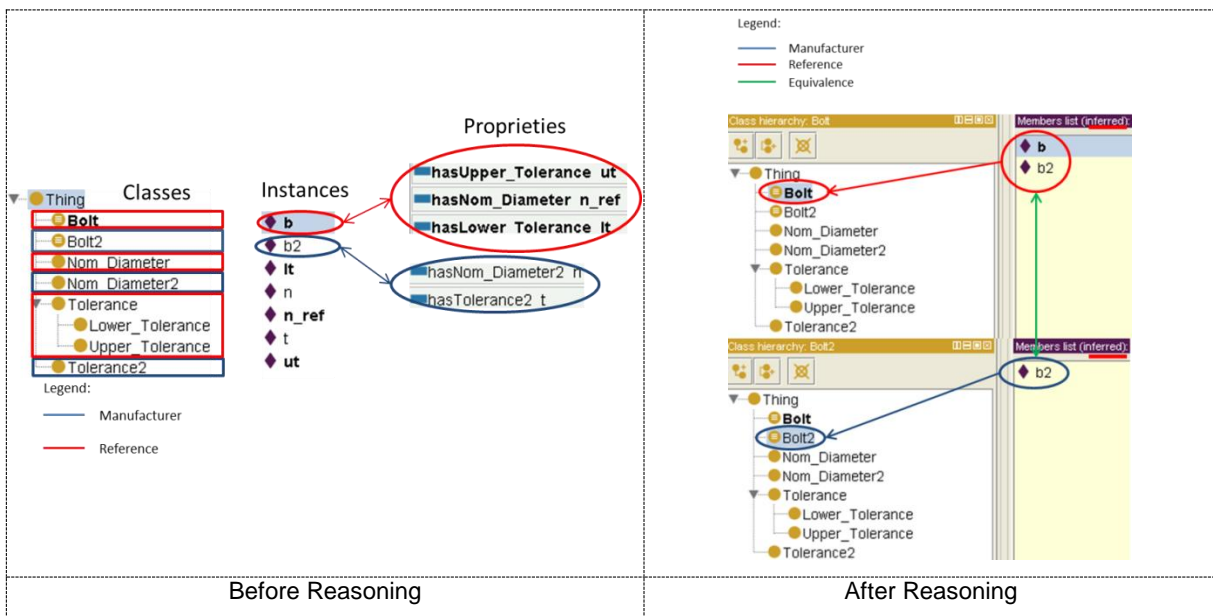 Proprieties
Classes
Instances
Thing
Bolt
Bolt2
Nom_Diameter
Nom_Diameter2
Tolerance
Lower_Tolerance
Upper_Tolerance
Tolerance2
b
b2
lt
n
n_ref
t
ut
hasUpper_Tolerance ut
hasNom_Diameter n_ref
hasLower Tolerance lt
hasNom_Diameter2 n
hasTolerance2 t
Legend:
Manufacturer
Reference
Before Reasoning
Legend:
Manufacturer
Reference
Equivalence
Class hierarchy: Bolt
Members list (inferred):
Thing
Bolt
Bolt2
Nom_Diameter
Nom_Diameter2
Tolerance
Lower_Tolerance
Upper_Tolerance
Tolerance2
b
b2
Class hierarchy: Bolt2
Members list (inferred):
Thing
Bolt
Bolt2
Nom_Diameter
Nom_Diameter2
Tolerance
Lower_Tolerance
Upper_Tolerance
Tolerance2
b2
After Reasoning